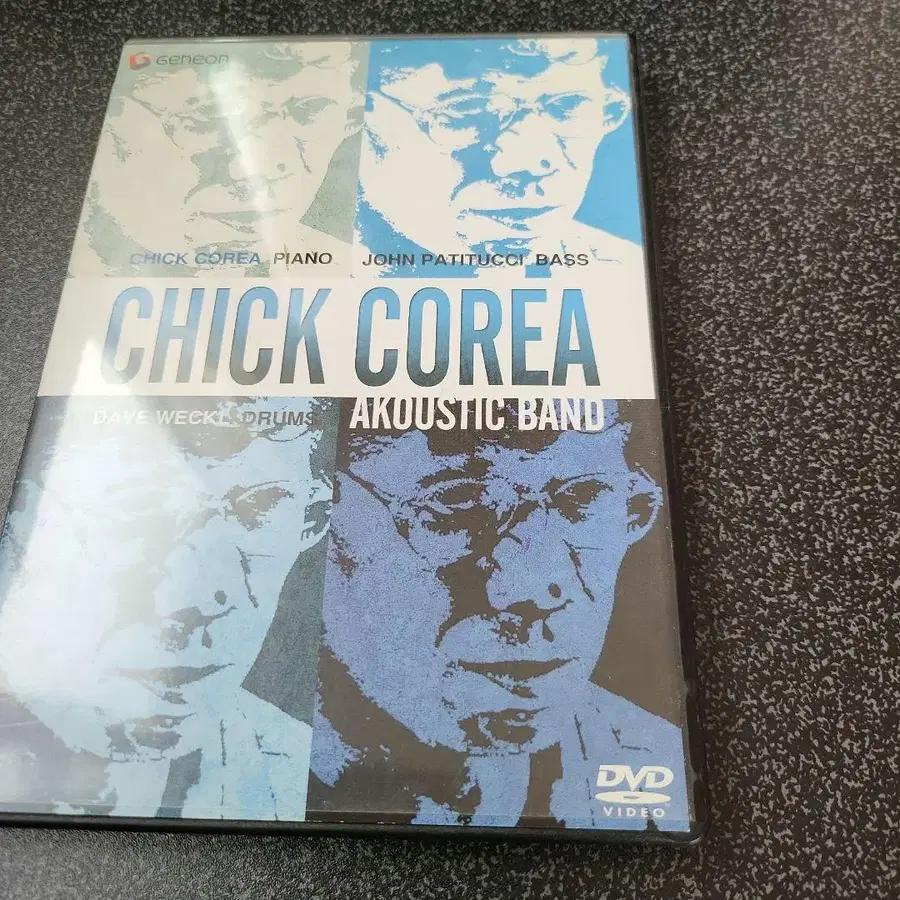 Geneon
CHICK COREA PIANO JOHN PATITUCCI BASS
CHICK COREA
DAVE WECKL DRUMS AKOUSTIC BAND
DVD
VIDEO